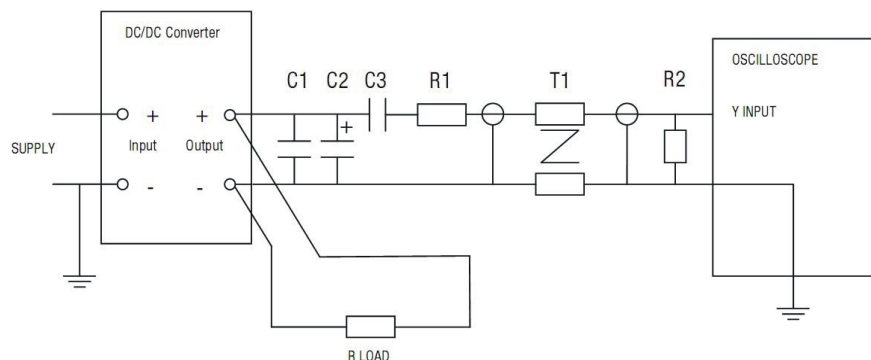 DC/DC Converter
C1 C2 C3 R1 T1 R2
OSCILLOSCOPE
Y INPUT
+ + +
SUPPLY
Input Output
- -
R LOAD